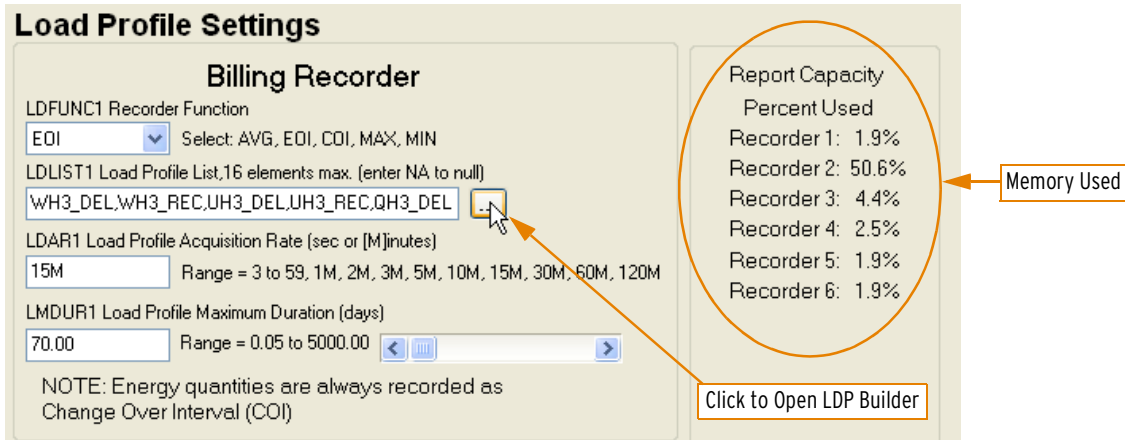 Load Profile Settings
Billing Recorder
LDFUNC1 Recorder Function
EOI
Select: AVG, EOI, COI, MAX, MIN
LDLIST1 Load Profile List,16 elements max. (enter NA to null)
WH3_DEL,WH3_REC,UH3_DEL,UH3_REC,QH3_DEL
...
LDAR1 Load Profile Acquisition Rate (sec or [M]inutes)
15M
Range = 3 to 59, 1M, 2M, 3M, 5M, 10M, 15M, 30M, 60M, 120M
LMDUR1 Load Profile Maximum Duration (days)
70.00
Range = 0.05 to 5000.00
NOTE: Energy quantities are always recorded as
Change Over Interval (COI)
Report Capacity
Percent Used
Recorder 1: 1.9%
Recorder 2: 50.6%
Recorder 3: 4.4%
Recorder 4: 2.5%
Recorder 5: 1.9%
Recorder 6: 1.9%
Memory Used
Click to Open LDP Builder